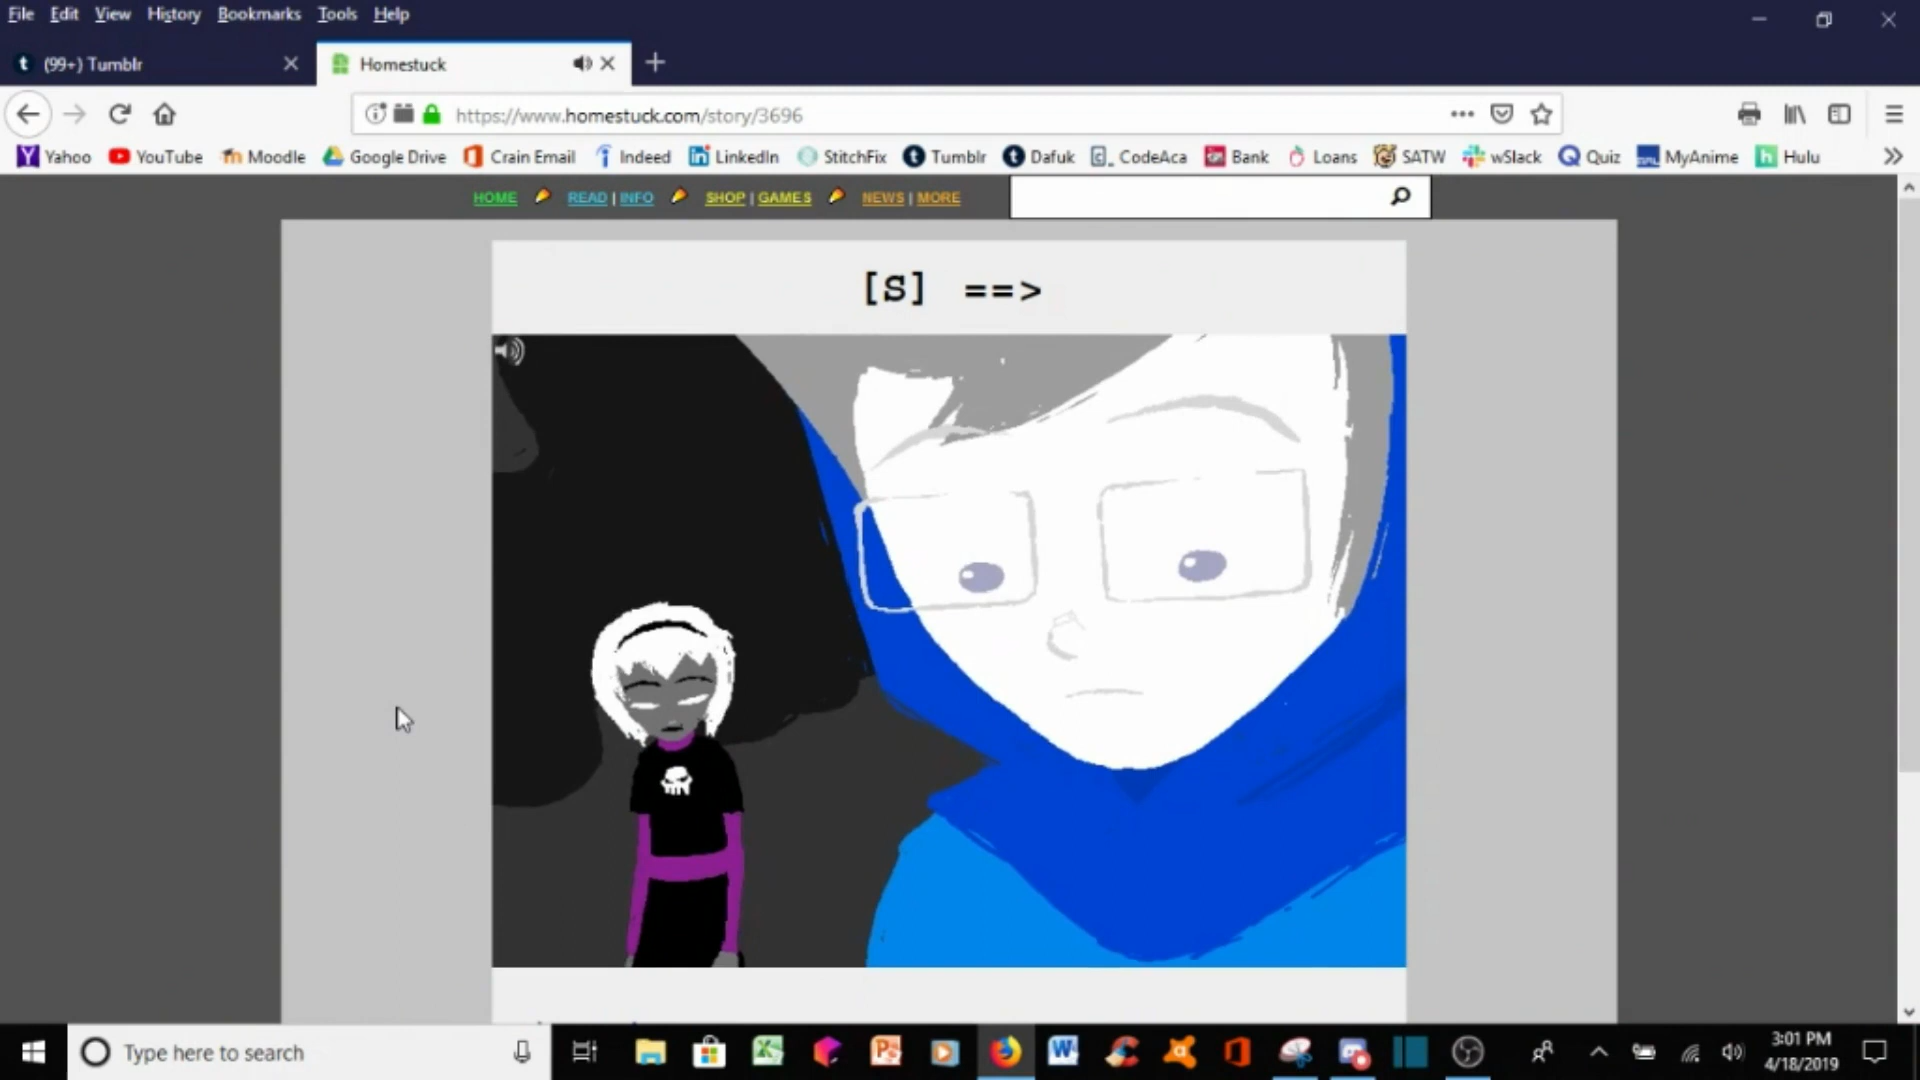 File Edit View History Bookmarks Tools Help
(99+) Tumblr
Homestuck
https://www.homestuck.com/story/3696
Yahoo YouTube Moodle Google Drive Crain Email Indeed LinkedIn StitchFix Tumblr Dafuk CodeAca Bank Loans SATW wSlack Quiz MyAnime Hulu
HOME READ | INFO SHOP | GAMES NEWS | MORE
[S] ==>
Type here to search
3:01 PM
4/18/2019